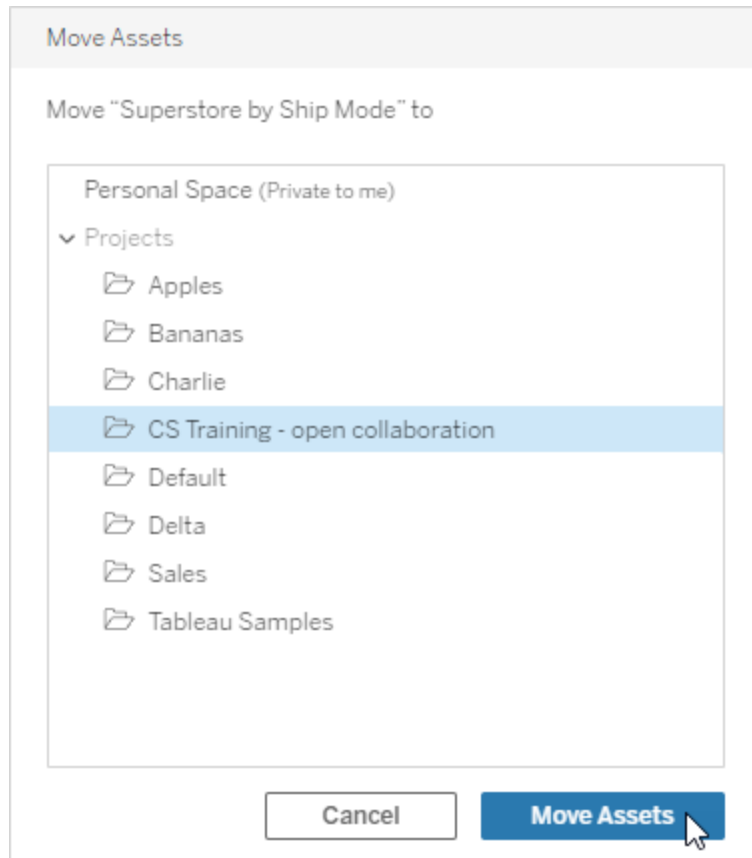 Move Assets
Move “Superstore by Ship Mode” to
Personal Space (Private to me)
Projects
Apples
Bananas
Charlie
CS Training - open collaboration
Default
Delta
Sales
Tableau Samples
Cancel Move Assets